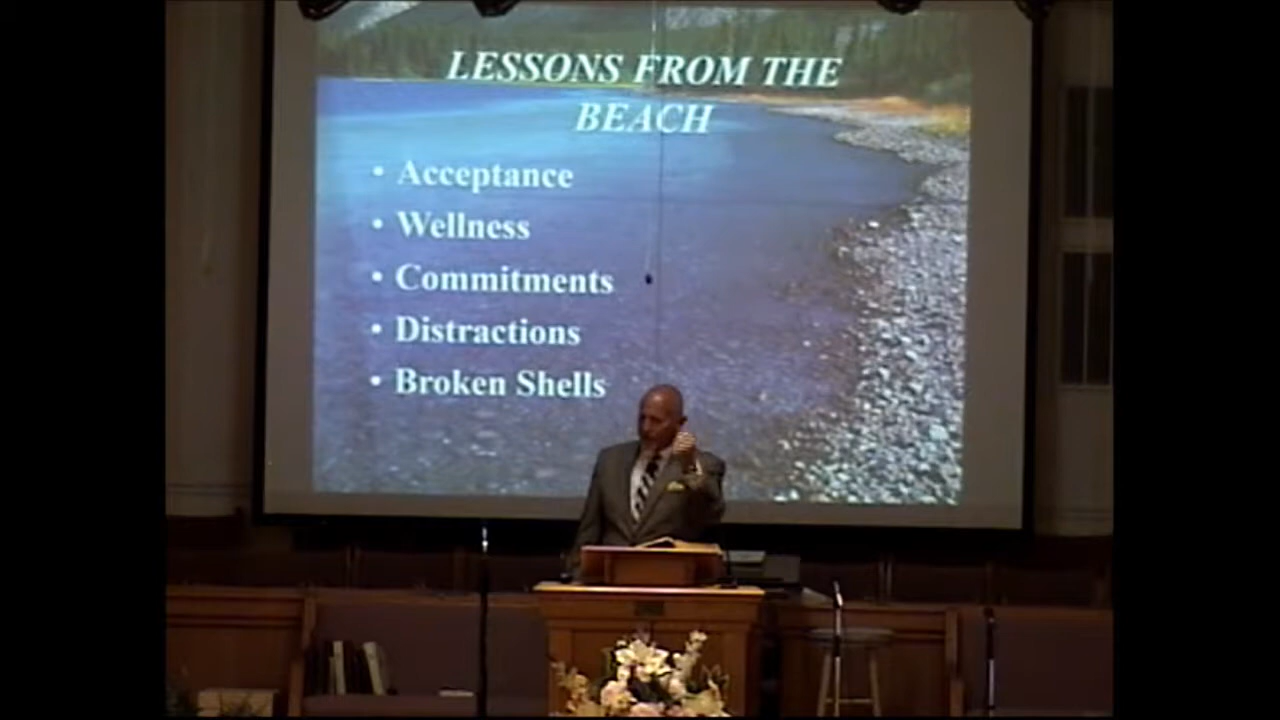 LESSONS FROM THE
BEACH
• Acceptance
• Wellness
• Commitments
• Distractions
• Broken Shells